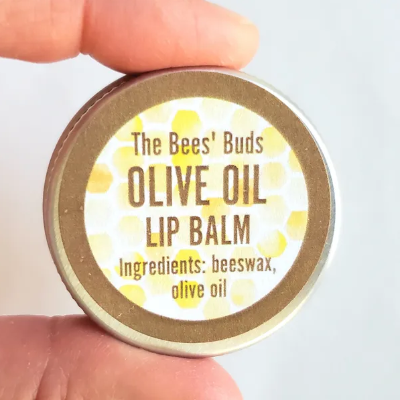 The Bees' Buds
OLIVE OIL
LIP BALM
Ingredients: beeswax,
olive oil